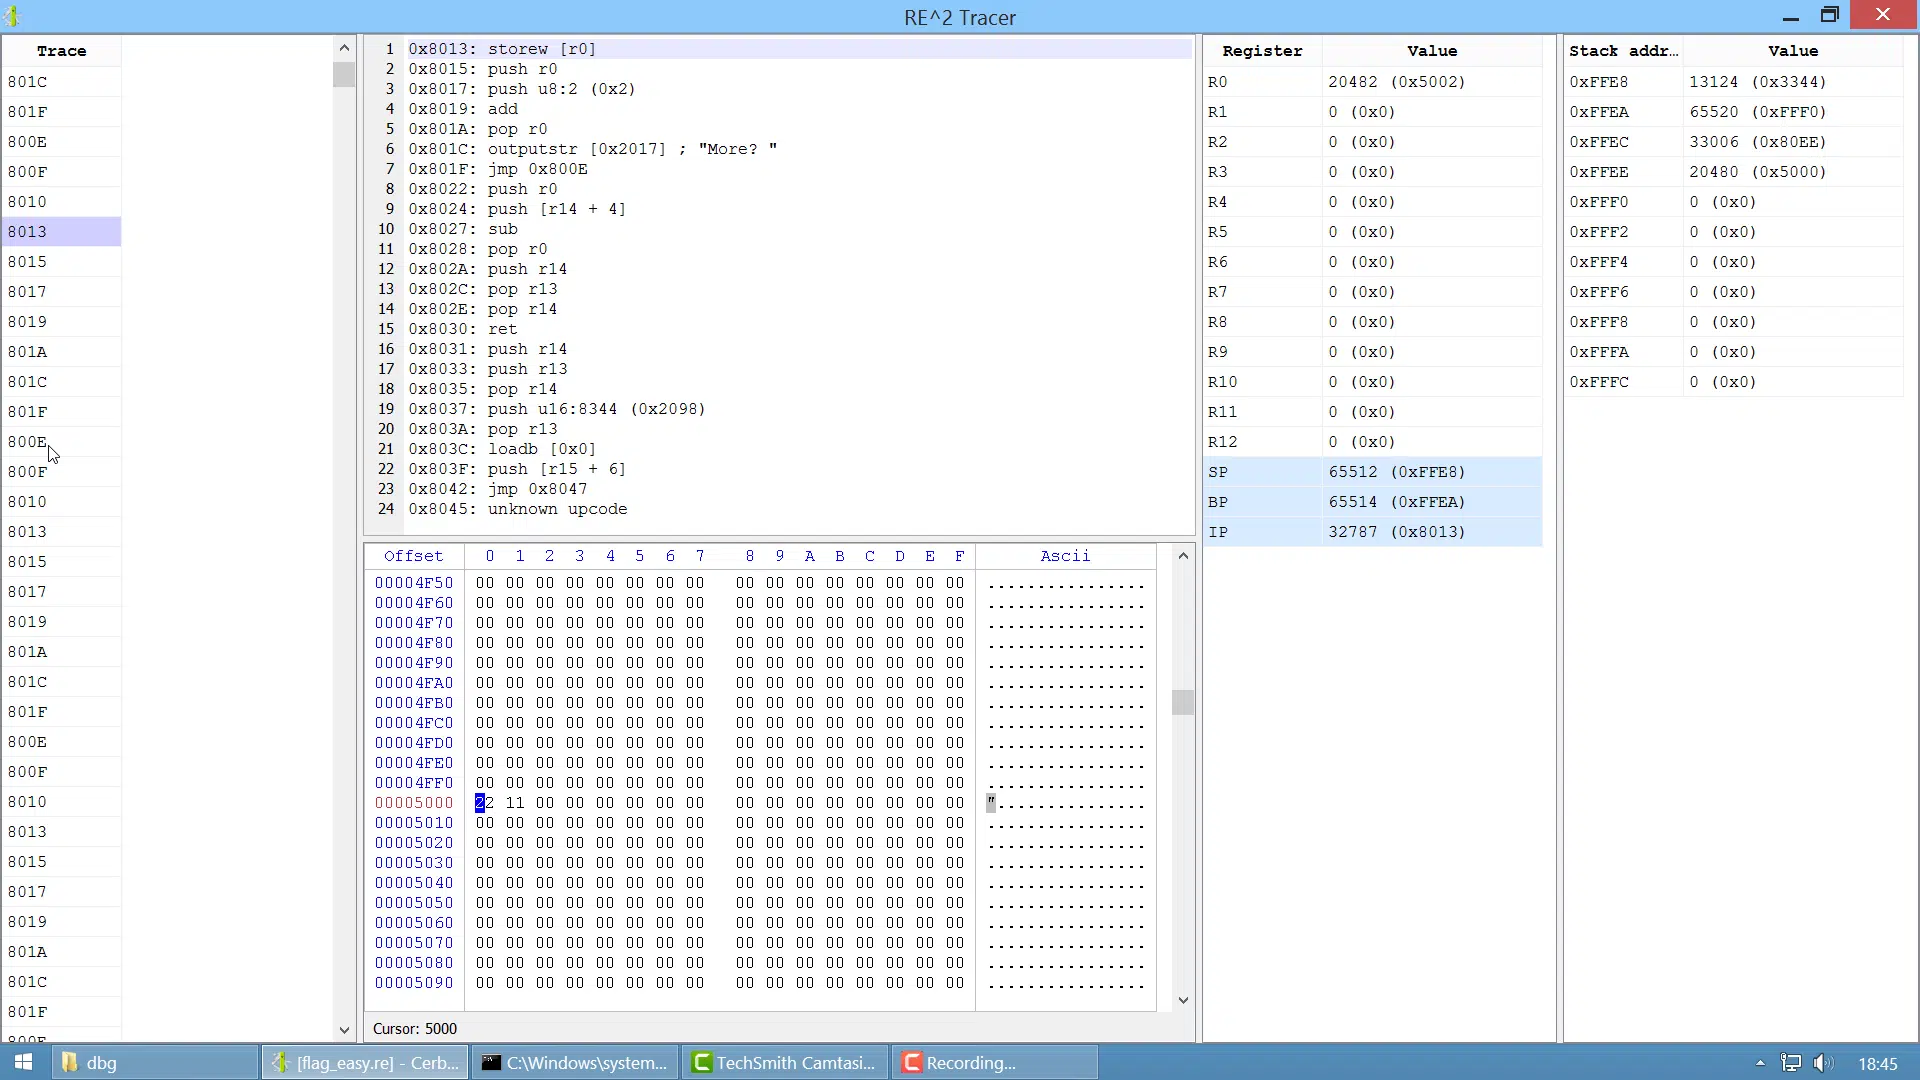 RE^2 Tracer
Trace
801C
801F
800E
800F
8010
8013
8015
8017
8019
801A
801C
801F
800E
800F
8010
8013
8015
8017
8019
801A
801C
801F
800E
800F
8010
8013
8015
8017
8019
801A
801C
801F
1 0x8013: storew [r0]
2 0x8015: push r0
3 0x8017: push u8:2 (0x2)
4 0x8019: add
5 0x801A: pop r0
6 0x801C: outputstr [0x2017] ; "More? "
7 0x801F: jmp 0x800E
8 0x8022: push r0
9 0x8024: push [r14 + 4]
10 0x8027: sub
11 0x8028: pop r0
12 0x802A: push r14
13 0x802C: pop r13
14 0x802E: pop r14
15 0x8030: ret
16 0x8031: push r14
17 0x8033: push r13
18 0x8035: pop r14
19 0x8037: push u16:8344 (0x2098)
20 0x803A: pop r13
21 0x803C: loadb [0x0]
22 0x803F: push [r15 + 6]
23 0x8042: jmp 0x8047
24 0x8045: unknown upcode
Offset 0 1 2 3 4 5 6 7 8 9 A B C D E F Ascii
00004F50 00 00 00 00 00 00 00 00 00 00 00 00 00 00 00 00 ................
00004F60 00 00 00 00 00 00 00 00 00 00 00 00 00 00 00 00 ................
00004F70 00 00 00 00 00 00 00 00 00 00 00 00 00 00 00 00 ................
00004F80 00 00 00 00 00 00 00 00 00 00 00 00 00 00 00 00 ................
00004F90 00 00 00 00 00 00 00 00 00 00 00 00 00 00 00 00 ................
00004FA0 00 00 00 00 00 00 00 00 00 00 00 00 00 00 00 00 ................
00004FB0 00 00 00 00 00 00 00 00 00 00 00 00 00 00 00 00 ................
00004FC0 00 00 00 00 00 00 00 00 00 00 00 00 00 00 00 00 ................
00004FD0 00 00 00 00 00 00 00 00 00 00 00 00 00 00 00 00 ................
00004FE0 00 00 00 00 00 00 00 00 00 00 00 00 00 00 00 00 ................
00004FF0 00 00 00 00 00 00 00 00 00 00 00 00 00 00 00 00 ................
00005000 22 11 00 00 00 00 00 00 00 00 00 00 00 00 00 00 "...............
00005010 00 00 00 00 00 00 00 00 00 00 00 00 00 00 00 00 ................
00005020 00 00 00 00 00 00 00 00 00 00 00 00 00 00 00 00 ................
00005030 00 00 00 00 00 00 00 00 00 00 00 00 00 00 00 00 ................
00005040 00 00 00 00 00 00 00 00 00 00 00 00 00 00 00 00 ................
00005050 00 00 00 00 00 00 00 00 00 00 00 00 00 00 00 00 ................
00005060 00 00 00 00 00 00 00 00 00 00 00 00 00 00 00 00 ................
00005070 00 00 00 00 00 00 00 00 00 00 00 00 00 00 00 00 ................
00005080 00 00 00 00 00 00 00 00 00 00 00 00 00 00 00 00 ................
00005090 00 00 00 00 00 00 00 00 00 00 00 00 00 00 00 00 ................
Cursor: 5000
Register Value
R0 20482 (0x5002)
R1 0 (0x0)
R2 0 (0x0)
R3 0 (0x0)
R4 0 (0x0)
R5 0 (0x0)
R6 0 (0x0)
R7 0 (0x0)
R8 0 (0x0)
R9 0 (0x0)
R10 0 (0x0)
R11 0 (0x0)
R12 0 (0x0)
SP 65512 (0xFFE8)
BP 65514 (0xFFEA)
IP 32787 (0x8013)
Stack addr... Value
0xFFE8 13124 (0x3344)
0xFFEA 65520 (0xFFF0)
0xFFEC 33006 (0x80EE)
0xFFEE 20480 (0x5000)
0xFFF0 0 (0x0)
0xFFF2 0 (0x0)
0xFFF4 0 (0x0)
0xFFF6 0 (0x0)
0xFFF8 0 (0x0)
0xFFFA 0 (0x0)
0xFFFC 0 (0x0)
dbg [flag_easy.re] - Cerb... C:\Windows\system... TechSmith Camtasi... Recording... 18:45